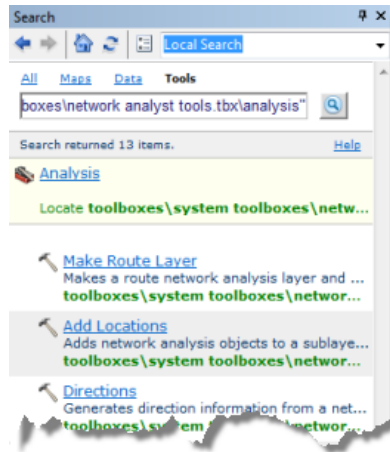 Search
Local Search
All Maps Data Tools
boxes\network analyst tools.tbx\analysis"
Search returned 13 items. Help
Analysis
Locate toolboxes\system toolboxes\netw...
Make Route Layer
Makes a route network analysis layer and ...
toolboxes\system toolboxes\networ...
Add Locations
Adds network analysis objects to a sublaye...
toolboxes\system toolboxes\networ...
Directions
Generates direction information from a net...
toolboxes\system toolboxes\networ...